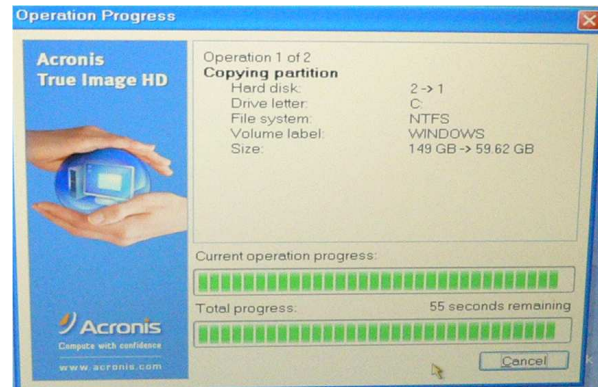 Operation Progress
Acronis
True Image HD
Operation 1 of 2
Copying partition
Hard disk: 2 -> 1
Drive letter: C:
File system: NTFS
Volume label: WINDOWS
Size: 149 GB -> 59.62 GB
Current operation progress:
Total progress: 55 seconds remaining
Acronis
Compute with confidence
www.acronis.com
Cancel